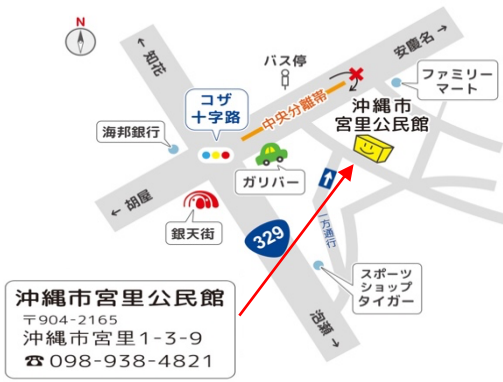 N
↑知花
バス停
安慶名→
ファミリー
マート
コザ
十字路
中央分離帯
沖縄市
宮里公民館
海邦銀行
ガリバー
←胡屋
銀天街
329
一方通行
スポーツ
ショップ
タイガー
泡瀬→
沖縄市宮里公民館
〒904-2165
沖縄市宮里1-3-9
☎098-938-4821